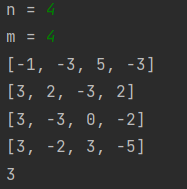 n = 4
m = 4
[-1, -3, 5, -3]
[3, 2, -3, 2]
[3, -3, 0, -2]
[3, -2, 3, -5]
3